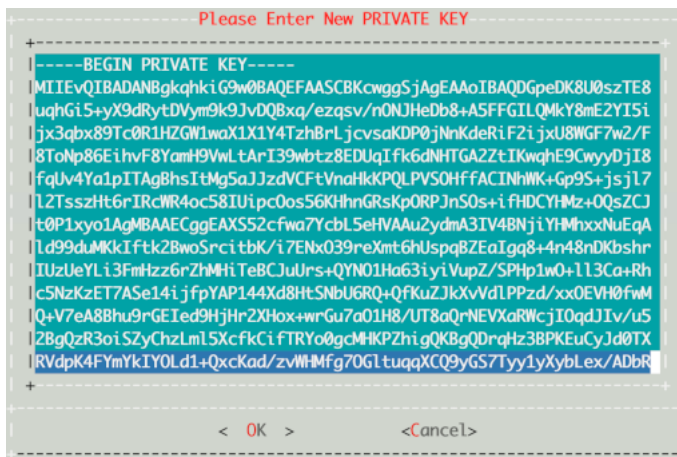 Please Enter New PRIVATE KEY
-----BEGIN PRIVATE KEY-----
MIIEvQIBADANBgkqhkiG9w0BAQEFAASCBKcwggSjAgEAAoIBAQDGpeDK8U0szTE8
uqhGi5+yX9dRytDVym9k9JvDQBxq/ezqsv/nONJHeDb8+A5FFGILQMkY8mE2YI5i
jx3qbx89Tc0R1HZGW1waX1X1Y4TzhBrLjcvsaKDP0jNnKdeRiF2ijxU8WGF7w2/F
8ToNp86EihvF8YamH9VwLtArI39wbtz8EDUqIfk6dNHTGA2ZtIKwqhE9CwyyDjI8
fqUv4Ya1pITAgBhsItMg5aJJzdVCFtVnaHkKPQLPVSOHffACINhWK+Gp9S+jsjl7
l2TsszHt6rIRcWR4oc58IUipcOos56KHhnGRsKpORPJnSOs+ifHDCYHMz+OQsZCJ
t0P1xyo1AgMBAAECggEAXS52cfwa7YcbL5eHVAAu2ydmA3IV4BNjiYHMhxxNuEqA
ld99duMKkIftk2BwoSrcitbK/i7ENxO39reXmt6hUspqBZEaIgq8+4n48nDKbshr
IUzUeYLi3FmHzz6rZhMHiTeBCJuUrs+QYNO1Ha63iyiVupZ/SPHp1wO+ll3Ca+Rh
c5NzKzET7ASe14ijfpYAP144Xd8HtSNbU6RQ+QfKuZJkXvVdlPPzd/xxOEVH0fwM
Q+V7eA8Bhu9rGEIed9HjHr2XHox+wrGu7aO1H8/UT8aQrNEVXaRWcjIOqdJIv/u5
2BgQzR3oiSZyChzLml5XcfkCifTRYo0gcMHKPZhigQKBgQDrqHz3BPKEuCyJd0TX
RVdpK4FYmYkIYOLd1+QxcKad/zvWHMfg7OGltuqqXCQ9yGS7Tyy1yXybLex/ADbR
< OK > <Cancel>